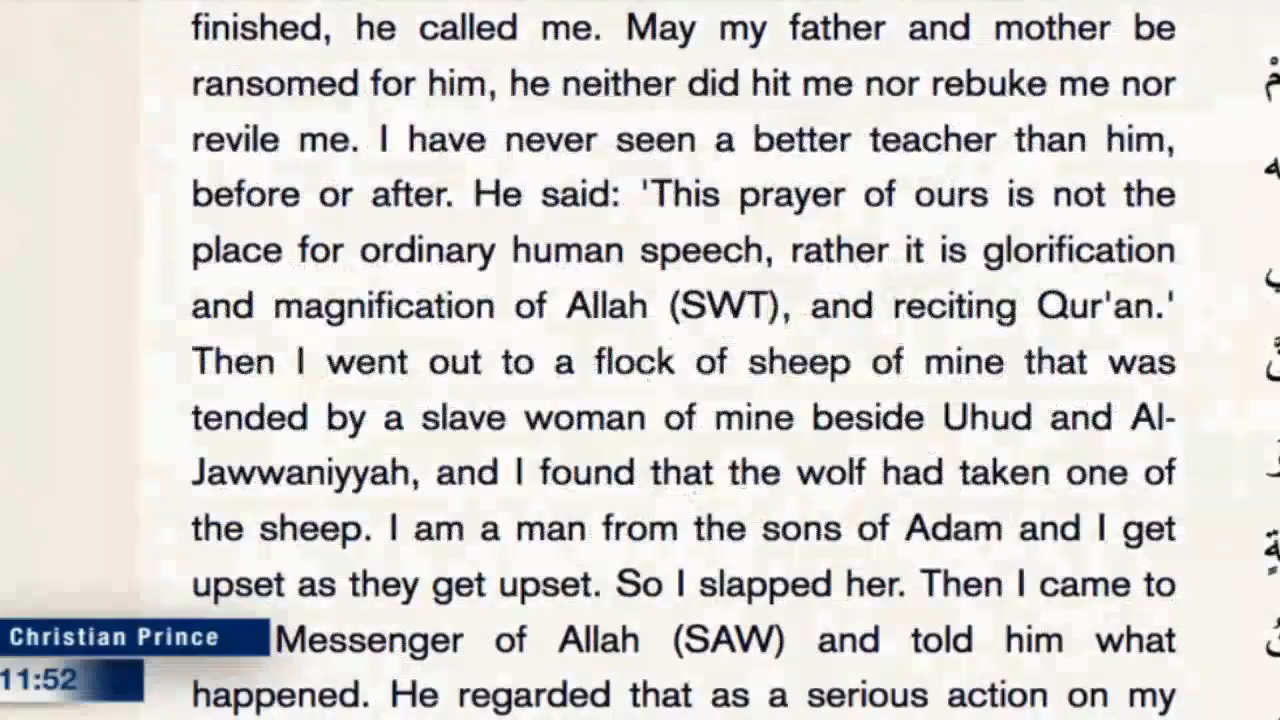 finished, he called me. May my father and mother be
ransomed for him, he neither did hit me nor rebuke me nor
revile me. I have never seen a better teacher than him,
before or after. He said: 'This prayer of ours is not the
place for ordinary human speech, rather it is glorification
and magnification of Allah (SWT), and reciting Qur'an.'
Then I went out to a flock of sheep of mine that was
tended by a slave woman of mine beside Uhud and Al-
Jawwaniyyah, and I found that the wolf had taken one of
the sheep. I am a man from the sons of Adam and I get
upset as they get upset. So I slapped her. Then I came to
Messenger of Allah (SAW) and told him what
happened. He regarded that as a serious action on my
Christian Prince
11:52